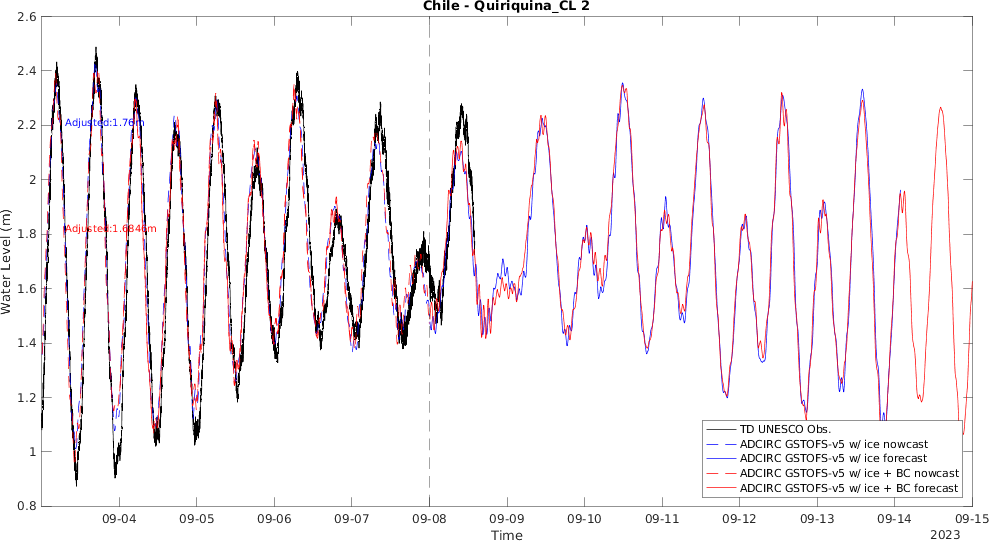 Chile - Quiriquina_CL 2
2.6
2.4
2.2
2
1.8
1.6
1.4
1.2
1
0.8
Water Level (m)
Adjusted:1.76m
Adjusted:1.6846m
TD UNESCO Obs.
ADCIRC GSTOFS-v5 w/ ice nowcast
ADCIRC GSTOFS-v5 w/ ice forecast
ADCIRC GSTOFS-v5 w/ ice + BC nowcast
ADCIRC GSTOFS-v5 w/ ice + BC forecast
09-04 09-05 09-06 09-07 09-08 09-09 09-10 09-11 09-12 09-13 09-14 09-15
Time
2023